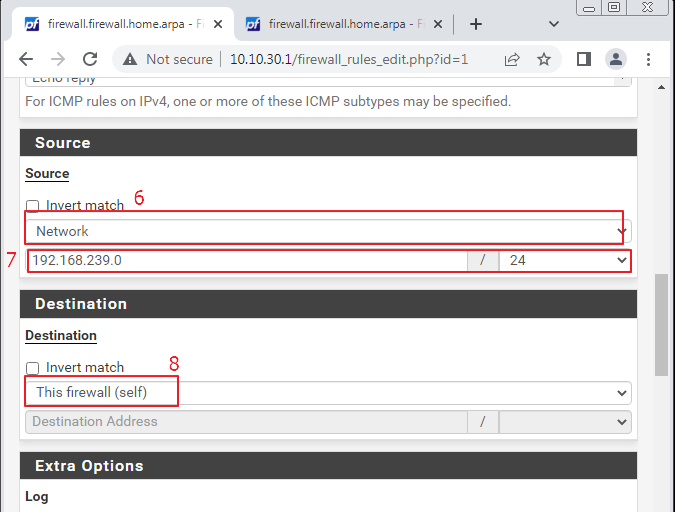 firewall.firewall.home.arpa - F
firewall.firewall.home.arpa - Fi
Not secure
10.10.30.1/firewall_rules_edit.php?id=1
Echo reply
For ICMP rules on IPv4, one or more of these ICMP subtypes may be specified.
Source
Source
Invert match
6
Network
7
192.168.239.0 / 24
Destination
Destination
Invert match
8
This firewall (self)
Destination Address /
Extra Options
Log